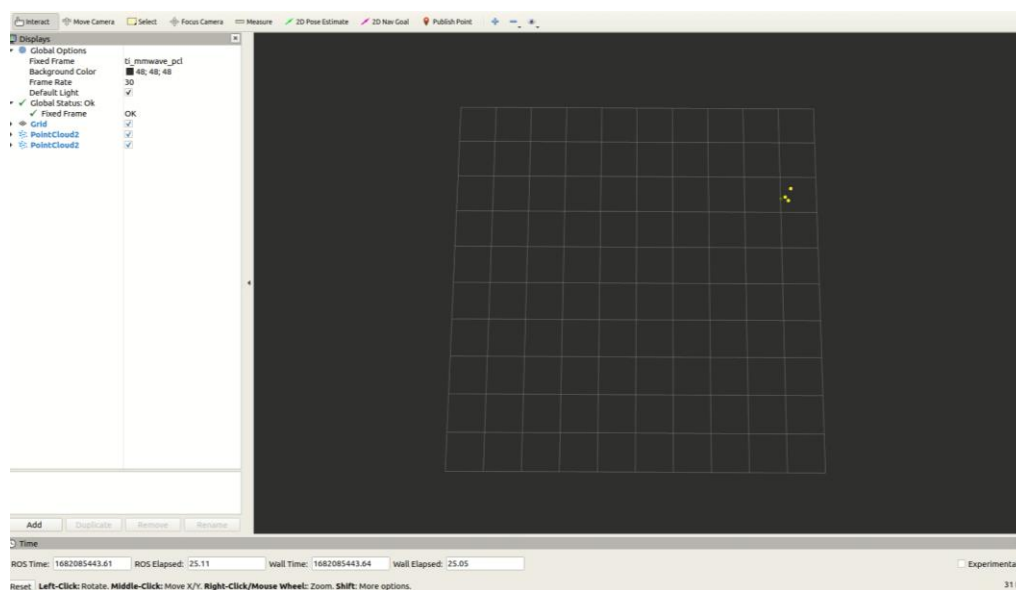 Interact Move Camera Select Focus Camera Measure 2D Pose Estimate 2D Nav Goal Publish Point
Displays
Global Options
Fixed Frame ti_mmwave_pcl
Background Color 48; 48; 48
Frame Rate 30
Default Light
Global Status: Ok
Fixed Frame OK
Grid
PointCloud2
PointCloud2
Add Duplicate Remove Rename
Time
ROS Time: 1682085443.61 ROS Elapsed: 25.11 Wall Time: 1682085443.64 Wall Elapsed: 25.05 Experimenta
Reset Left-Click: Rotate. Middle-Click: Move X/Y. Right-Click/Mouse Wheel: Zoom. Shift: More options. 31